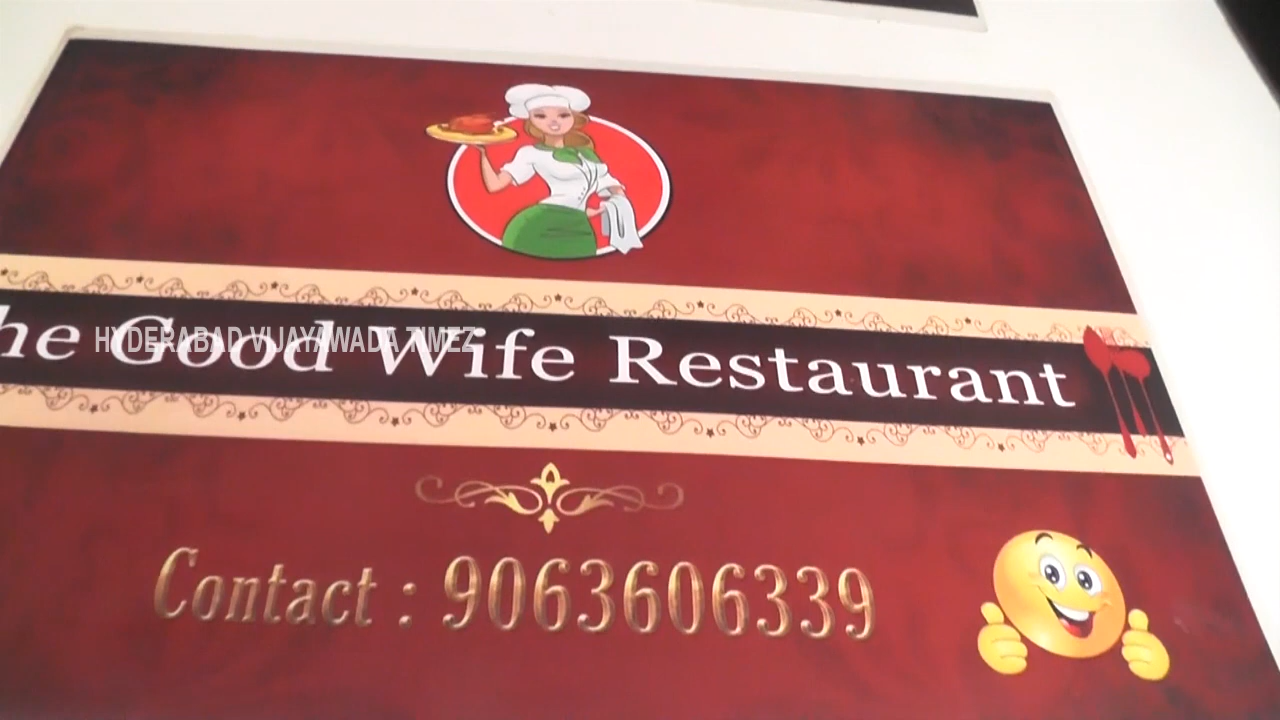 he Good Wife Restaurant
HYDERABAD VIJAYAWADA TIMEZ
Contact : 9063606339